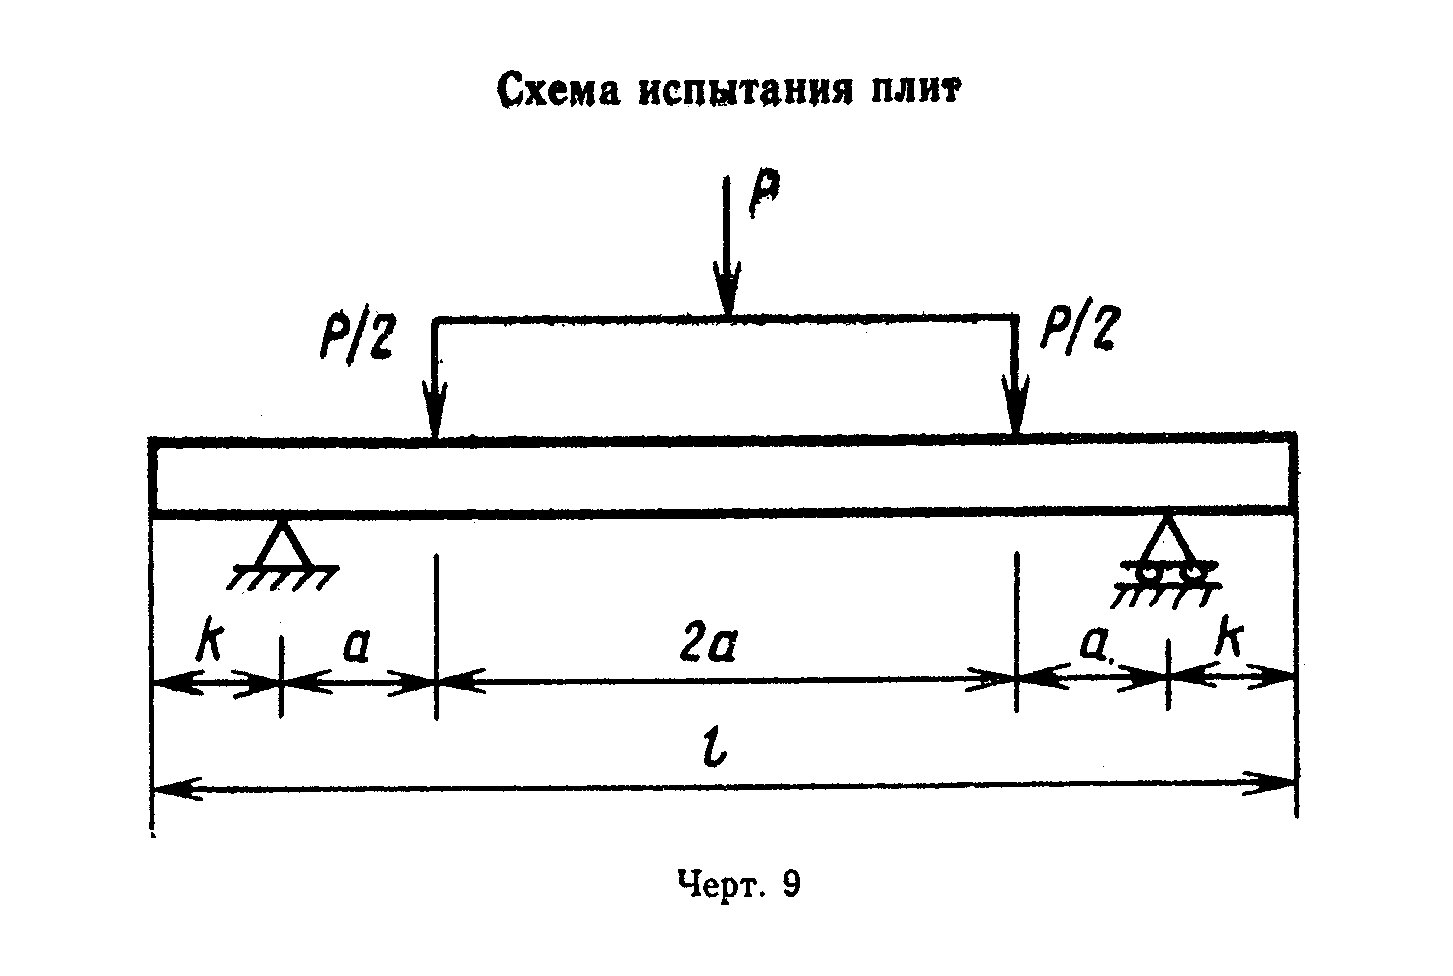 Схема испытания плит
P
P/2 P/2
k a 2a a k
l
Черт. 9